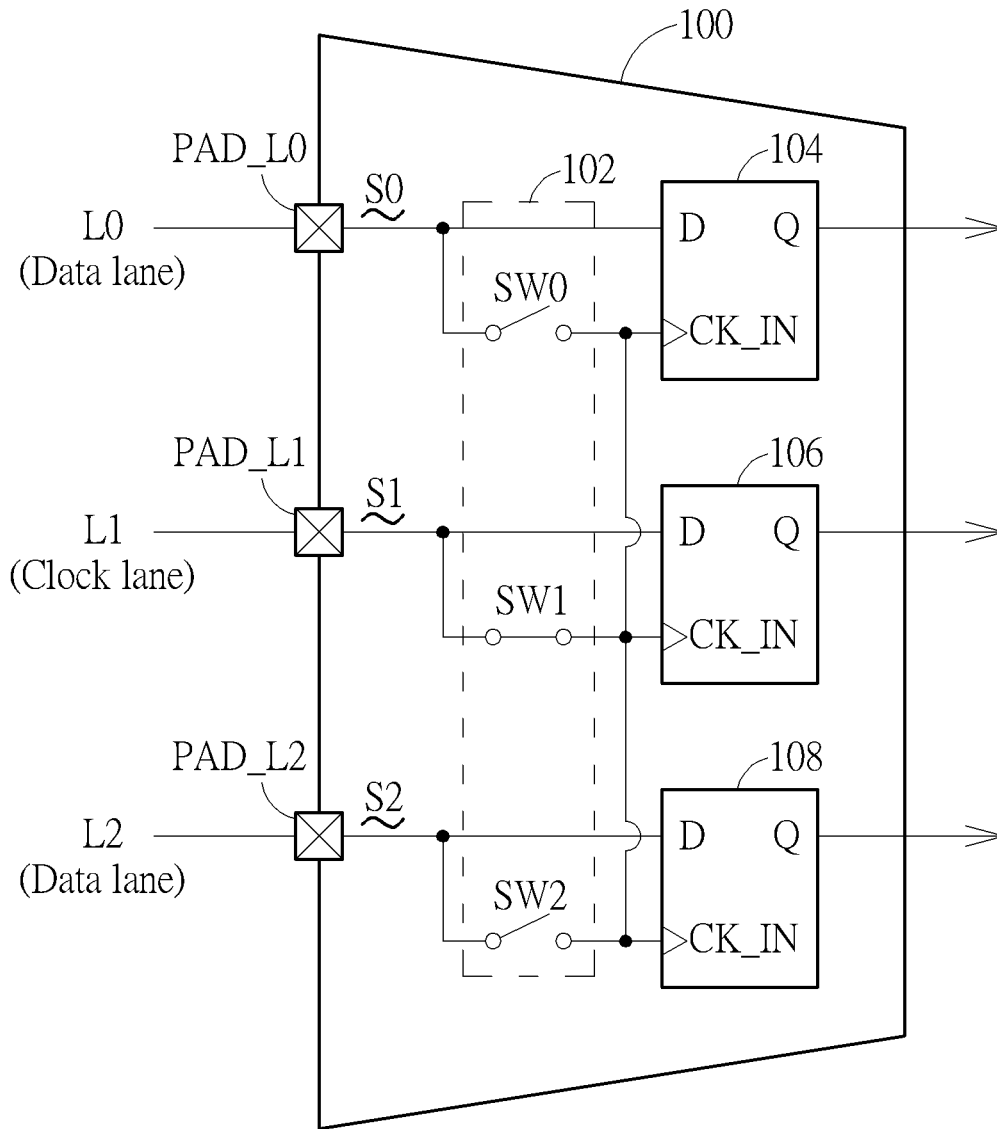 100
PAD_L0
S0
102
104
L0
(Data lane)
D
Q
SW0
CK_IN
PAD_L1
S1
106
L1
(Clock lane)
D
Q
SW1
CK_IN
PAD_L2
S2
108
L2
(Data lane)
D
Q
SW2
CK_IN